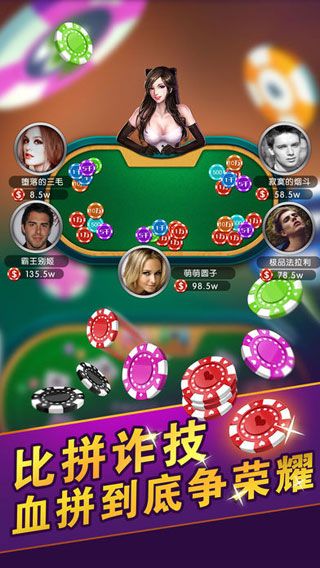 堕落的三毛
8.5w
寂寞的烟斗
8.5w
霸王别姬
135.5w
萌萌圆子
98.5w
极品法拉利
78.5w
比拼诈技
血拼到底争荣耀